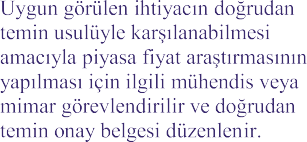 Uygun görülen ihtiyacın doğrudan
temin usulüyle karşılanabilmesi
amacıyla piyasa fiyat araştırmasının
yapılması için ilgili mühendis veya
mimar görevlendirilir ve doğrudan
temin onay belgesi düzenlenir.